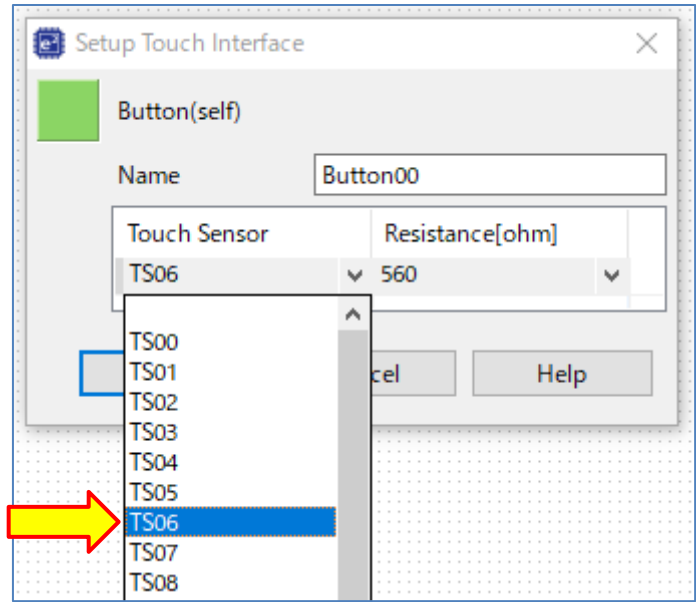 Setup Touch Interface
Button(self)
Name Button00
Touch Sensor Resistance[ohm]
TS06 560
TS00
TS01
cel Help
TS02
TS03
TS04
TS05
TS06
TS07
TS08